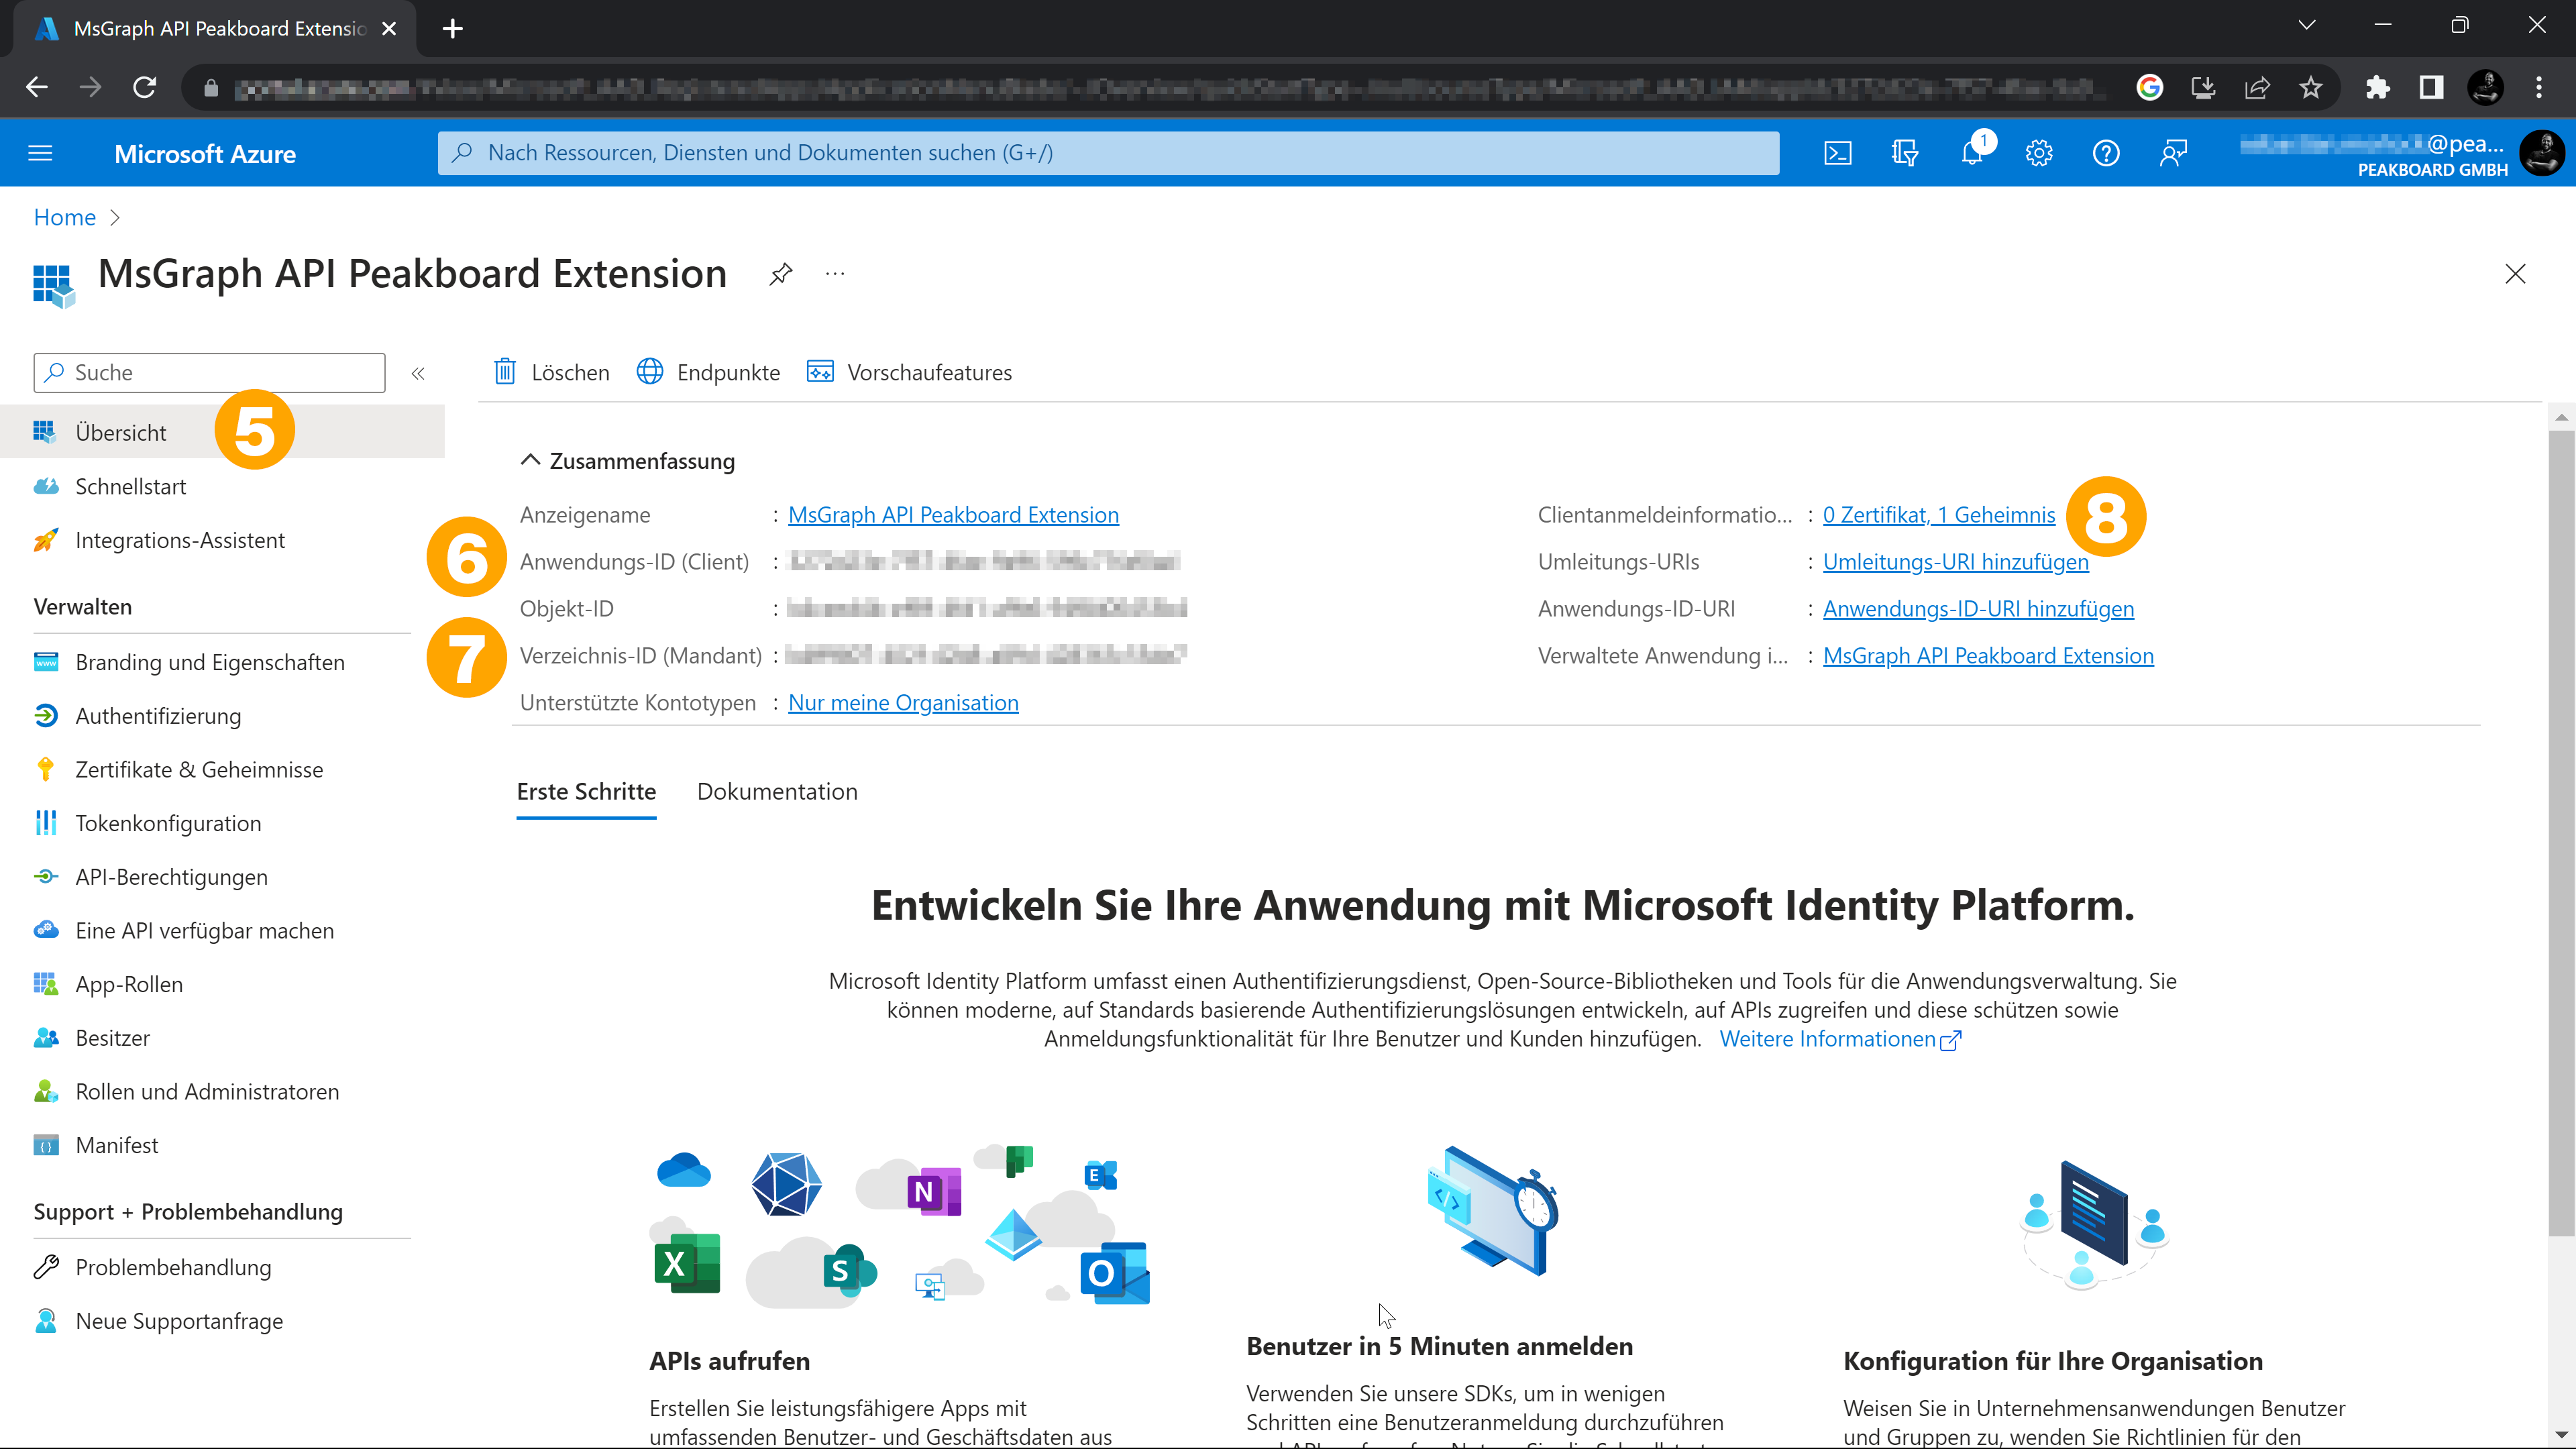 MsGraph API Peakboard Extensio
Microsoft Azure
Nach Ressourcen, Diensten und Dokumenten suchen (G+/)
1
@pea...
PEAKBOARD GMBH
Home
MsGraph API Peakboard Extension
Suche
Löschen
Endpunkte
Vorschaufeatures
Übersicht
5
Schnellstart
Integrations-Assistent
Verwalten
Branding und Eigenschaften
Authentifizierung
Zertifikate & Geheimnisse
Tokenkonfiguration
API-Berechtigungen
Eine API verfügbar machen
App-Rollen
Besitzer
Rollen und Administratoren
Manifest
Support + Problembehandlung
Problembehandlung
Neue Supportanfrage
Zusammenfassung
Anzeigename : MsGraph API Peakboard Extension
6
Anwendungs-ID (Client) :
Objekt-ID :
7
Verzeichnis-ID (Mandant) :
Unterstützte Kontotypen : Nur meine Organisation
Clientanmeldeinformatio... : 0 Zertifikat, 1 Geheimnis
8
Umleitungs-URIs : Umleitungs-URI hinzufügen
Anwendungs-ID-URI : Anwendungs-ID-URI hinzufügen
Verwaltete Anwendung i... : MsGraph API Peakboard Extension
Erste Schritte
Dokumentation
Entwickeln Sie Ihre Anwendung mit Microsoft Identity Platform.
Microsoft Identity Platform umfasst einen Authentifizierungsdienst, Open-Source-Bibliotheken und Tools für die Anwendungsverwaltung. Sie
können moderne, auf Standards basierende Authentifizierungslösungen entwickeln, auf APIs zugreifen und diese schützen sowie
Anmeldungsfunktionalität für Ihre Benutzer und Kunden hinzufügen. Weitere Informationen
N
E
X
S
O
APIs aufrufen
Erstellen Sie leistungsfähigere Apps mit
umfassenden Benutzer- und Geschäftsdaten aus
Benutzer in 5 Minuten anmelden
Verwenden Sie unsere SDKs, um in wenigen
Schritten eine Benutzeranmeldung durchzuführen
Konfiguration für Ihre Organisation
Weisen Sie in Unternehmensanwendungen Benutzer
und Gruppen zu, wenden Sie Richtlinien für den